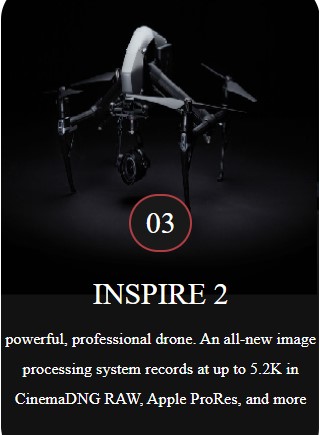 03
INSPIRE 2
powerful, professional drone. An all-new image
processing system records at up to 5.2K in
CinemaDNG RAW, Apple ProRes, and more